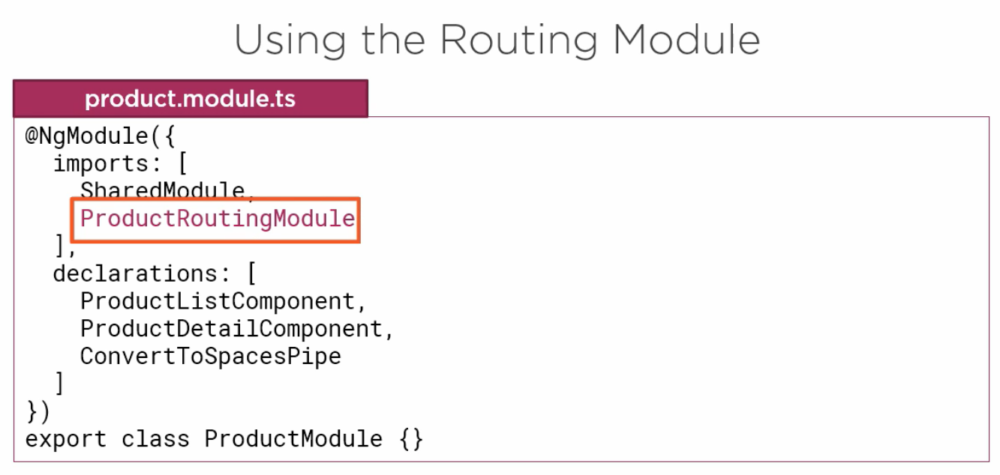 Using the Routing Module
product.module.ts
@NgModule({
  imports: [
    SharedModule,
    ProductRoutingModule
  ],
  declarations: [
    ProductListComponent,
    ProductDetailComponent,
    ConvertToSpacesPipe
  ]
})
export class ProductModule {}